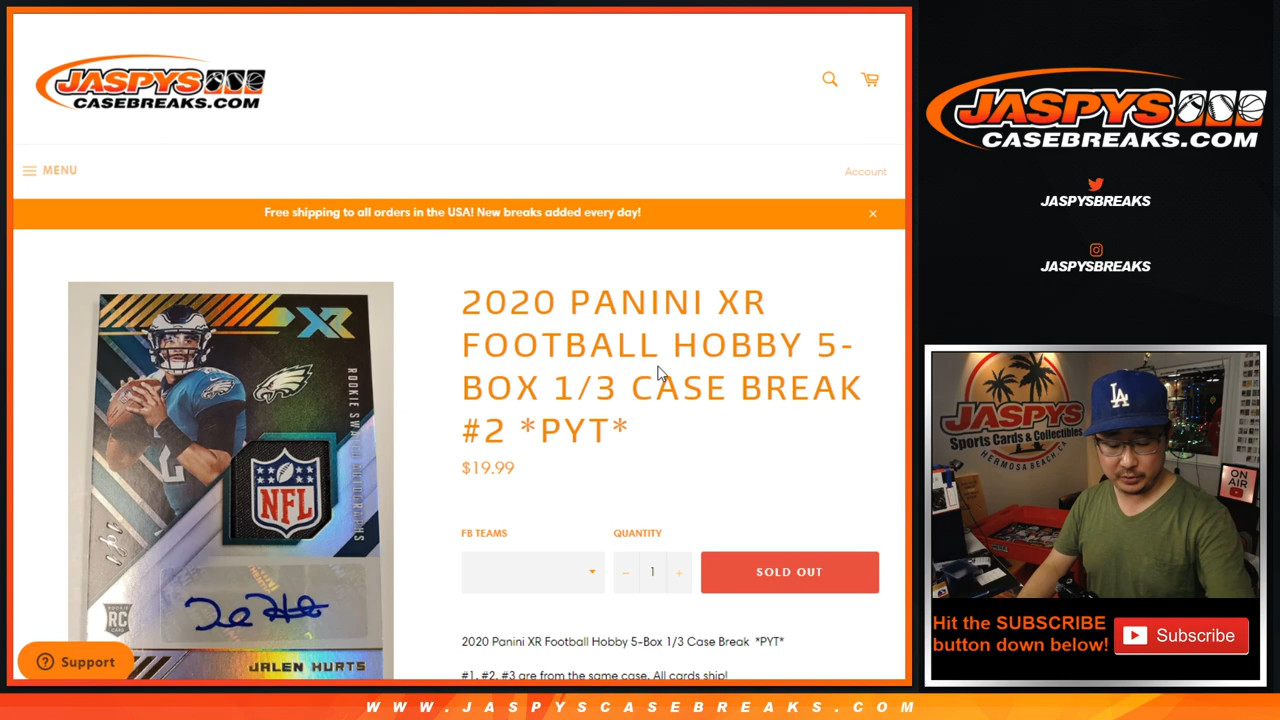 JASPYS
CASEBREAKS.COM
MENU
Account
Free shipping to all orders in the USA! New breaks added every day!
×
XR
ROOKIE SWATCH AUTOGRAPHS
NFL
1/1
RC
JALEN HURTS
2020 PANINI XR
FOOTBALL HOBBY 5-
BOX 1/3 CASE BREAK
#2 *PYT*
$19.99
FB TEAMS
QUANTITY
− 1 +
SOLD OUT
2020 Panini XR Football Hobby 5-Box 1/3 Case Break *PYT*
#1, #2, #3 are from the same case. All cards ship!
Support
JASPYS
CASEBREAKS.COM
JASPYSBREAKS
JASPYSBREAKS
JASPYS
Sports Cards & Collectibles
HERMOSA BEACH, CA
LA
ON
AIR
Hit the SUBSCRIBE
button down below!
Subscribe
WWW.JASPYSCASEBREAKS.COM